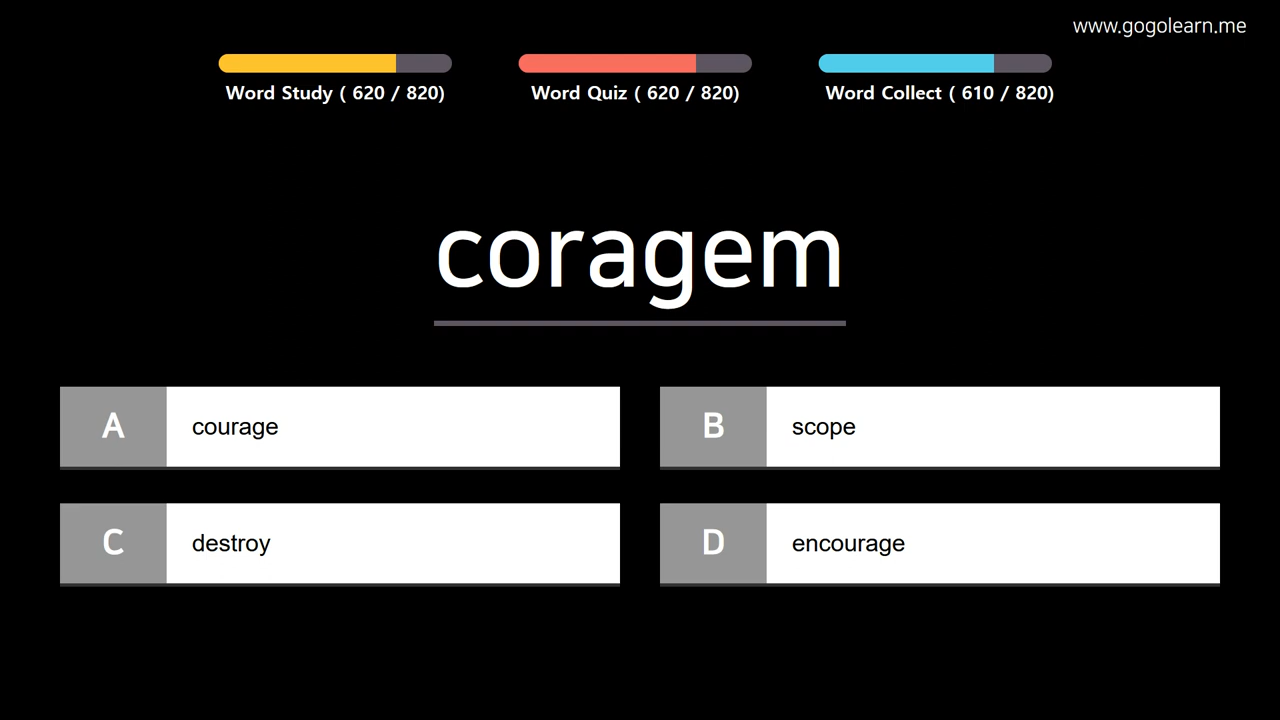 www.gogolearn.me
Word Study ( 620 / 820)
Word Quiz ( 620 / 820)
Word Collect ( 610 / 820)
coragem
A courage
B scope
C destroy
D encourage